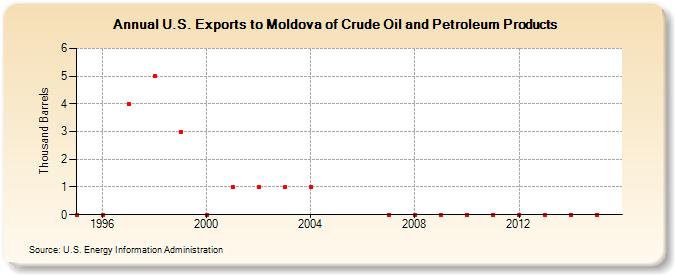 Annual U.S. Exports to Moldova of Crude Oil and Petroleum Products
Thousand Barrels
6
5
4
3
2
1
0
1996 2000 2004 2008 2012
Source: U.S. Energy Information Administration